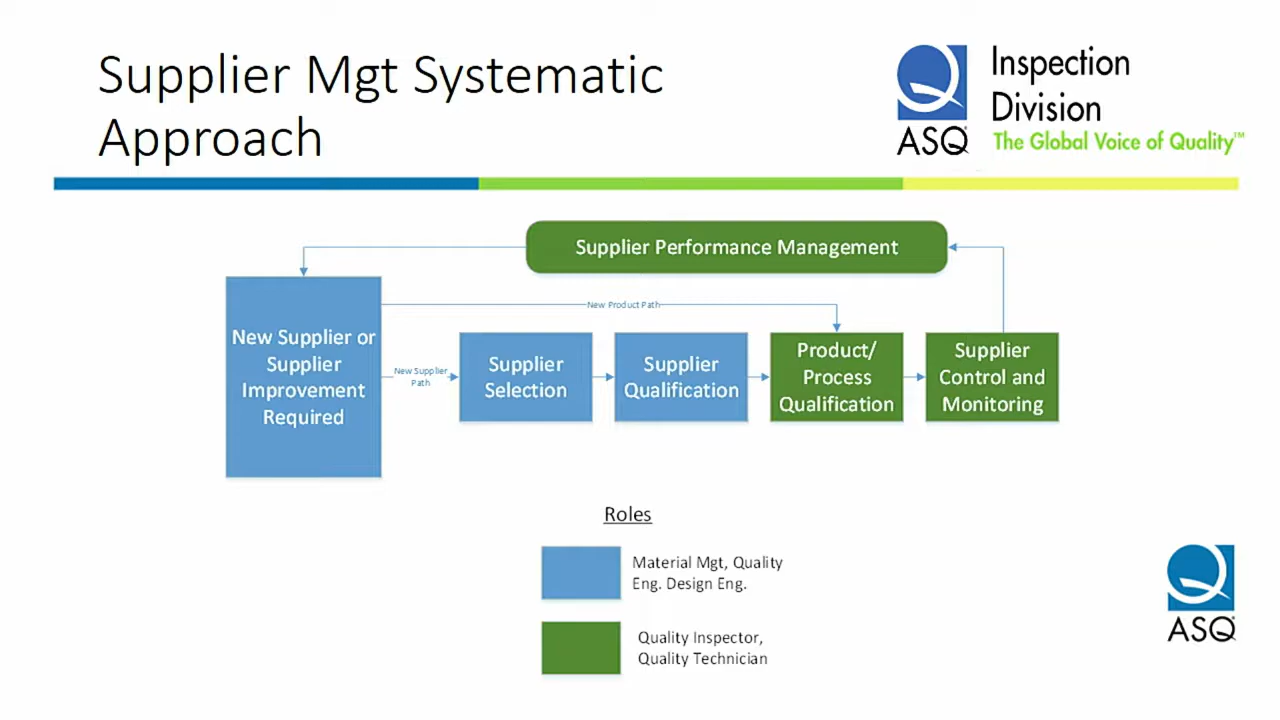 Supplier Mgt Systematic
Approach
Inspection
Division
ASQ
The Global Voice of Quality™
Supplier Performance Management
New Product Path
New Supplier or
Supplier
Improvement
Required
New Supplier
Path
Supplier
Selection
Supplier
Qualification
Product/
Process
Qualification
Supplier
Control and
Monitoring
Roles
Material Mgt, Quality
Eng. Design Eng.
Quality Inspector,
Quality Technician
ASQ